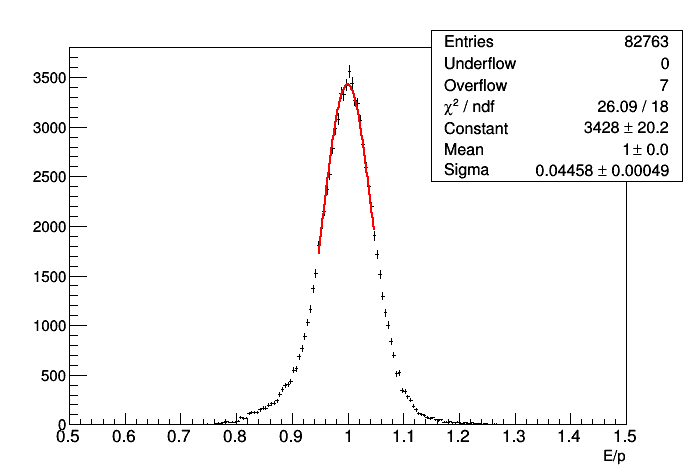 Entries 82763
Underflow 0
Overflow 7
χ² / ndf 26.09 / 18
Constant 3428 ± 20.2
Mean 1 ± 0.0
Sigma 0.04458 ± 0.00049
3500
3000
2500
2000
1500
1000
500
0
0.5 0.6 0.7 0.8 0.9 1 1.1 1.2 1.3 1.4 1.5
E/p